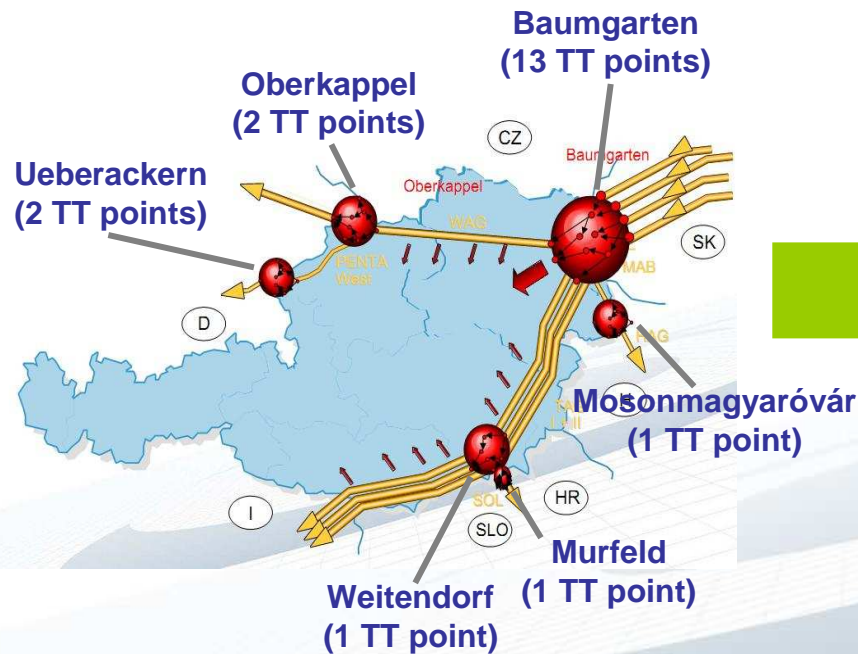 Baumgarten
(13 TT points)
Oberkappel
(2 TT points)
CZ
Baumgarten
Ueberackern
(2 TT points)
Oberkappel
WAG
SK
MAB
PENTA
West
D
HAG
H
Mosonmagyaróvár
(1 TT point)
TAG
I + II
SOL
HR
I
SLO
Murfeld
(1 TT point)
Weitendorf
(1 TT point)